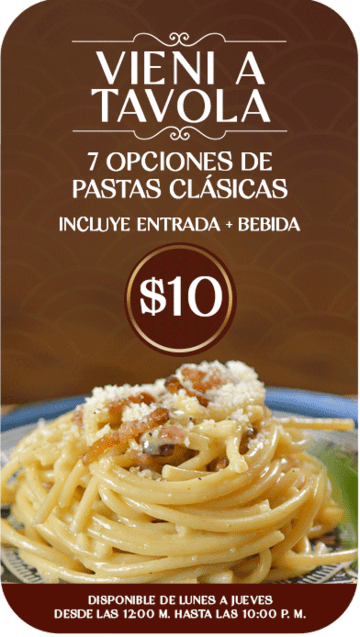 VIENI A
TAVOLA
7 OPCIONES DE
PASTAS CLÁSICAS
INCLUYE ENTRADA + BEBIDA
$10
DISPONIBLE DE LUNES A JUEVES
DESDE LAS 12:00 M. HASTA LAS 10:00 P. M.